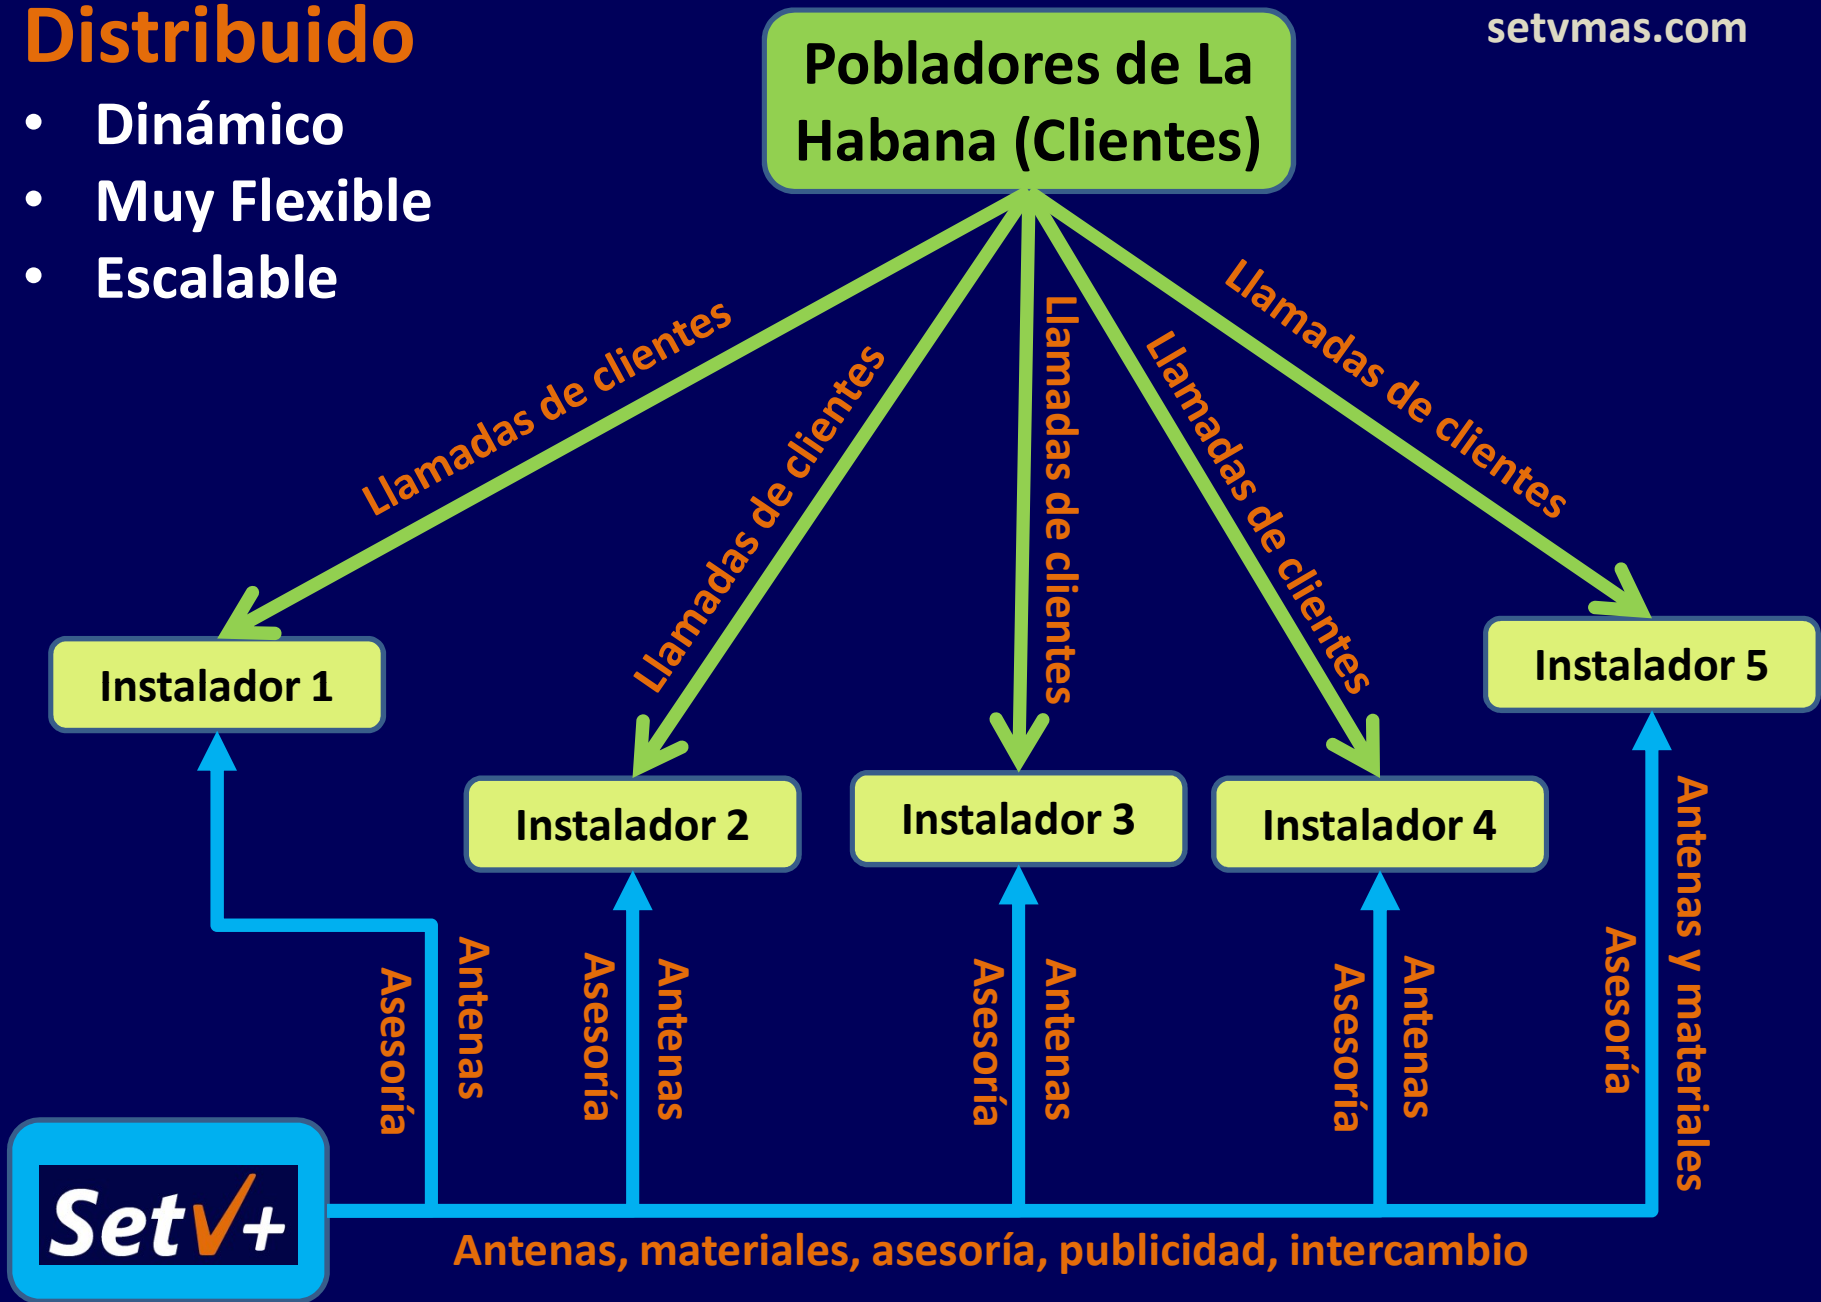 Distribuido
• Dinámico
• Muy Flexible
• Escalable
setvmas.com
Pobladores de La
Habana (Clientes)
Llamadas de clientes
Llamadas de clientes
Llamadas de clientes
Llamadas de clientes
Llamadas de clientes
Instalador 1
Instalador 2
Instalador 3
Instalador 4
Instalador 5
Asesoría
Antenas
Asesoría
Antenas
Asesoría
Antenas
Asesoría
Antenas
Asesoría
Antenas y materiales
SetV+
Antenas, materiales, asesoría, publicidad, intercambio